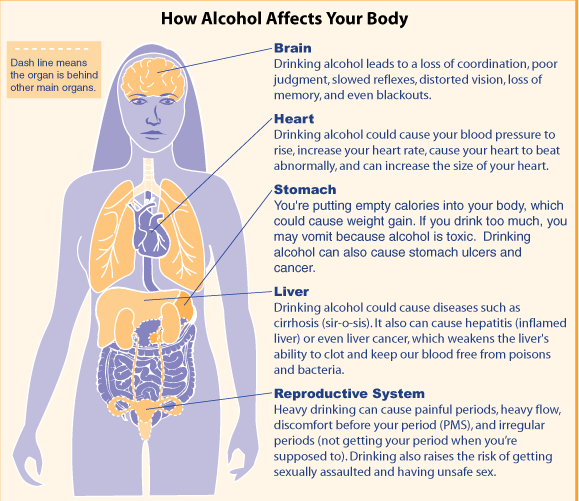 How Alcohol Affects Your Body
Dash line means
the organ is behind
other main organs.
Brain
Drinking alcohol leads to a loss of coordination, poor
judgment, slowed reflexes, distorted vision, loss of
memory, and even blackouts.
Heart
Drinking alcohol could cause your blood pressure to
rise, increase your heart rate, cause your heart to beat
abnormally, and can increase the size of your heart.
Stomach
You're putting empty calories into your body, which
could cause weight gain. If you drink too much, you
may vomit because alcohol is toxic. Drinking
alcohol can also cause stomach ulcers and
cancer.
Liver
Drinking alcohol could cause diseases such as
cirrhosis (sir-o-sis). It also can cause hepatitis (inflamed
liver) or even liver cancer, which weakens the liver's
ability to clot and keep our blood free from poisons
and bacteria.
Reproductive System
Heavy drinking can cause painful periods, heavy flow,
discomfort before your period (PMS), and irregular
periods (not getting your period when you're
supposed to). Drinking also raises the risk of getting
sexually assaulted and having unsafe sex.